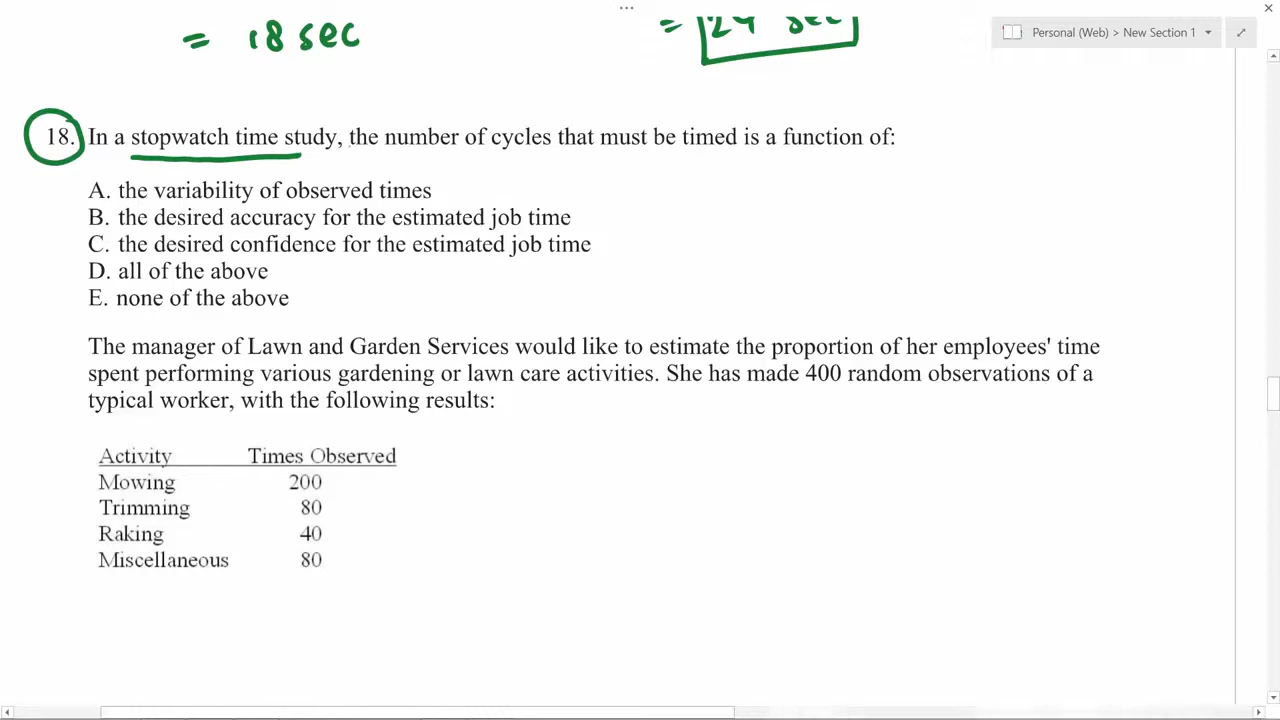 = 18 sec
= 24 sec
Personal (Web) > New Section 1
18. In a stopwatch time study, the number of cycles that must be timed is a function of:
A. the variability of observed times
B. the desired accuracy for the estimated job time
C. the desired confidence for the estimated job time
D. all of the above
E. none of the above
The manager of Lawn and Garden Services would like to estimate the proportion of her employees' time
spent performing various gardening or lawn care activities. She has made 400 random observations of a
typical worker, with the following results:
Activity Times Observed
Mowing 200
Trimming 80
Raking 40
Miscellaneous 80